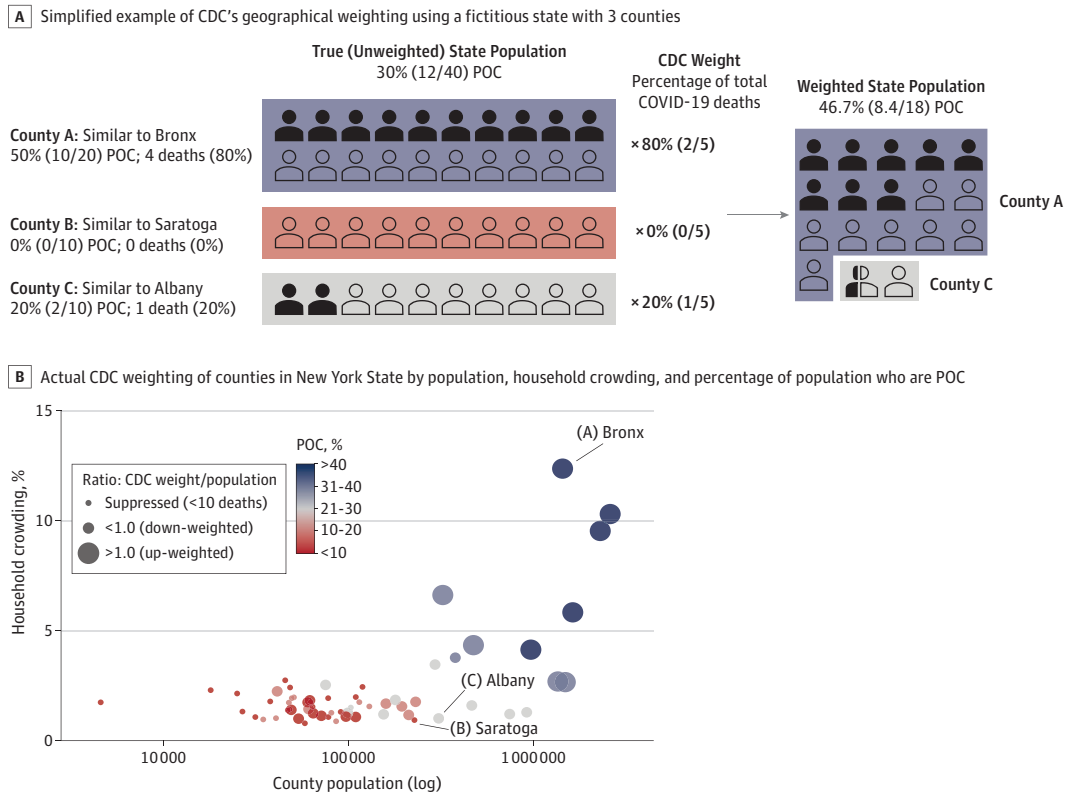 A Simplified example of CDC's geographical weighting using a fictitious state with 3 counties
True (Unweighted) State Population
30% (12/40) POC
CDC Weight
Percentage of total
COVID-19 deaths
Weighted State Population
46.7% (8.4/18) POC
County A: Similar to Bronx
50% (10/20) POC; 4 deaths (80%)
× 80% (2/5)
County A
County B: Similar to Saratoga
0% (0/10) POC; 0 deaths (0%)
× 0% (0/5)
County C: Similar to Albany
20% (2/10) POC; 1 death (20%)
× 20% (1/5)
County C
B Actual CDC weighting of counties in New York State by population, household crowding, and percentage of population who are POC
15
10
5
0
Household crowding, %
Ratio: CDC weight/population
Suppressed (<10 deaths)
<1.0 (down-weighted)
>1.0 (up-weighted)
POC, %
>40
31-40
21-30
10-20
<10
(A) Bronx
(C) Albany
(B) Saratoga
10000
100000
1000000
County population (log)